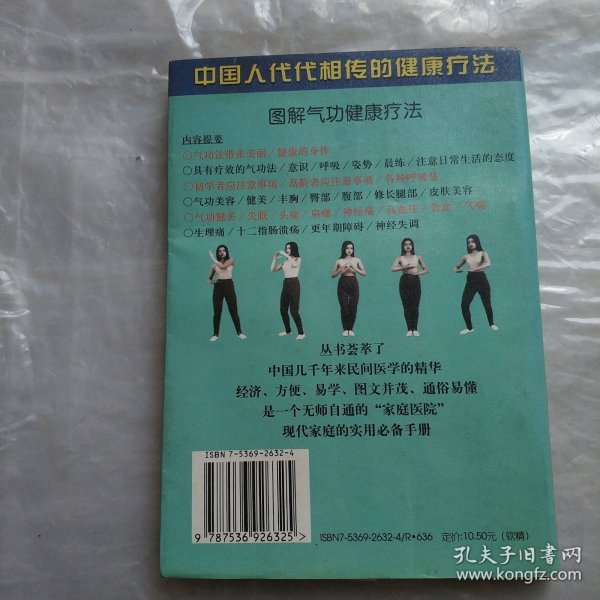 中国人代代相传的健康疗法
图解气功健康疗法
内容提要
○气功法带来美丽／健康的身体
○具有疗效的气功法／意识／呼吸／姿势／晨练／注意日常生活的态度
○初学者应注意事项／高龄者应注意事项／各种呼吸法
○气功美容／健美／丰胸／臀部／腹部／修长腿部／皮肤美容
○气功健美／失眠／头痛／肩痛／神经痛／高血压／贫血／气喘
○生理痛／十二指肠溃疡／更年期障碍／神经失调
丛书荟萃了
中国几千年来民间医学的精华
经济、方便、易学、图文并茂、通俗易懂
是一个无师自通的“家庭医院”
现代家庭的实用必备手册
ISBN 7-5369-2632-4
9 787536 926325 >
ISBN7-5369-2632-4/R·636 定价:10.50元（软精）
孔夫子旧书网
www.kongfz.com